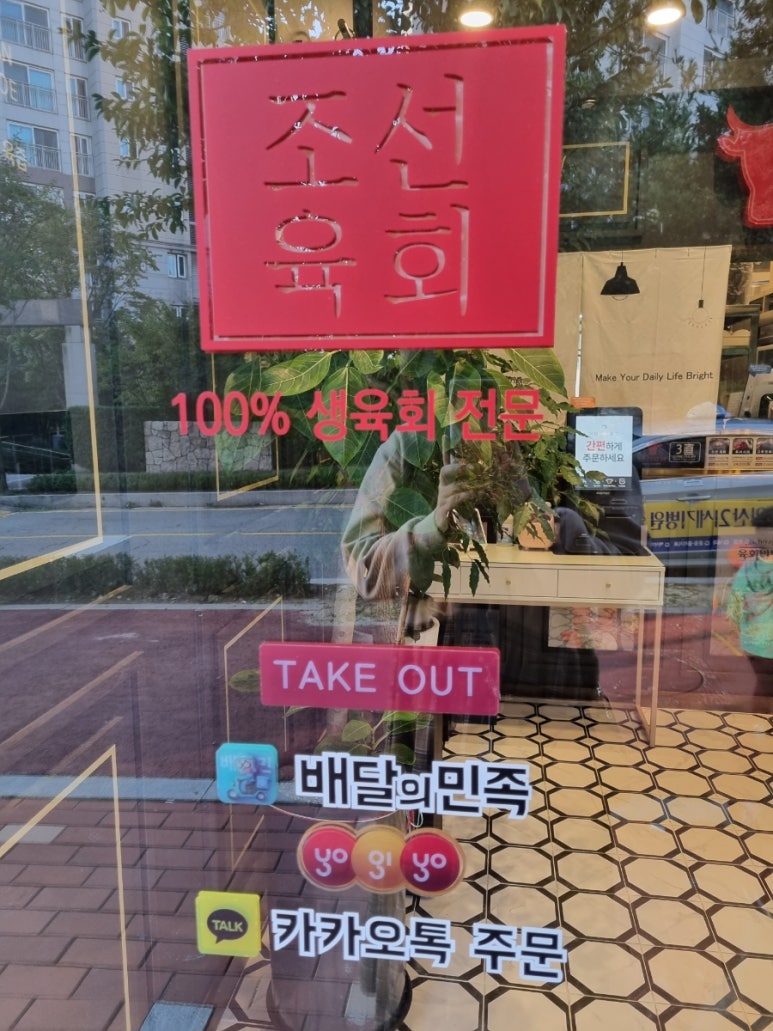 조선
육회
100% 생육회 전문
Make Your Daily Life Bright
간편하게
주문하세요
TAKE OUT
배달의민족
yo gi yo
TALK
카카오톡 주문